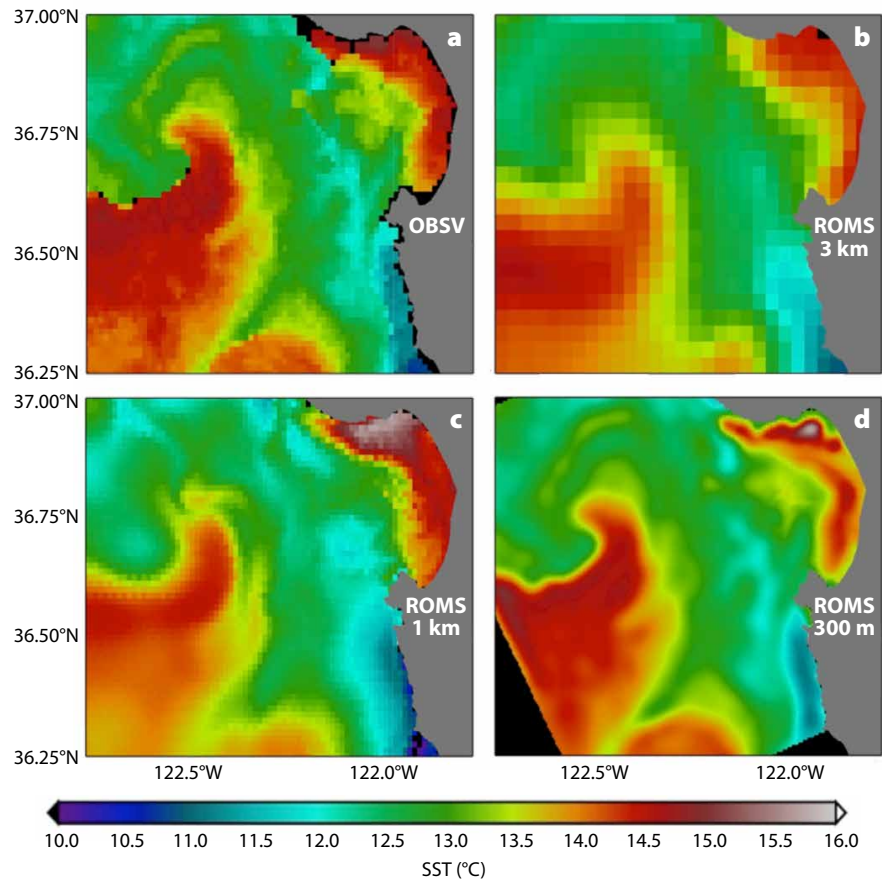 37.00°N
a
b
36.75°N
OBSV
ROMS
3 km
36.50°N
36.25°N
37.00°N
c
d
36.75°N
ROMS
1 km
ROMS
300 m
36.50°N
36.25°N
122.5°W 122.0°W 122.5°W 122.0°W
10.0 10.5 11.0 11.5 12.0 12.5 13.0 13.5 14.0 14.5 15.0 15.5 16.0
SST (°C)